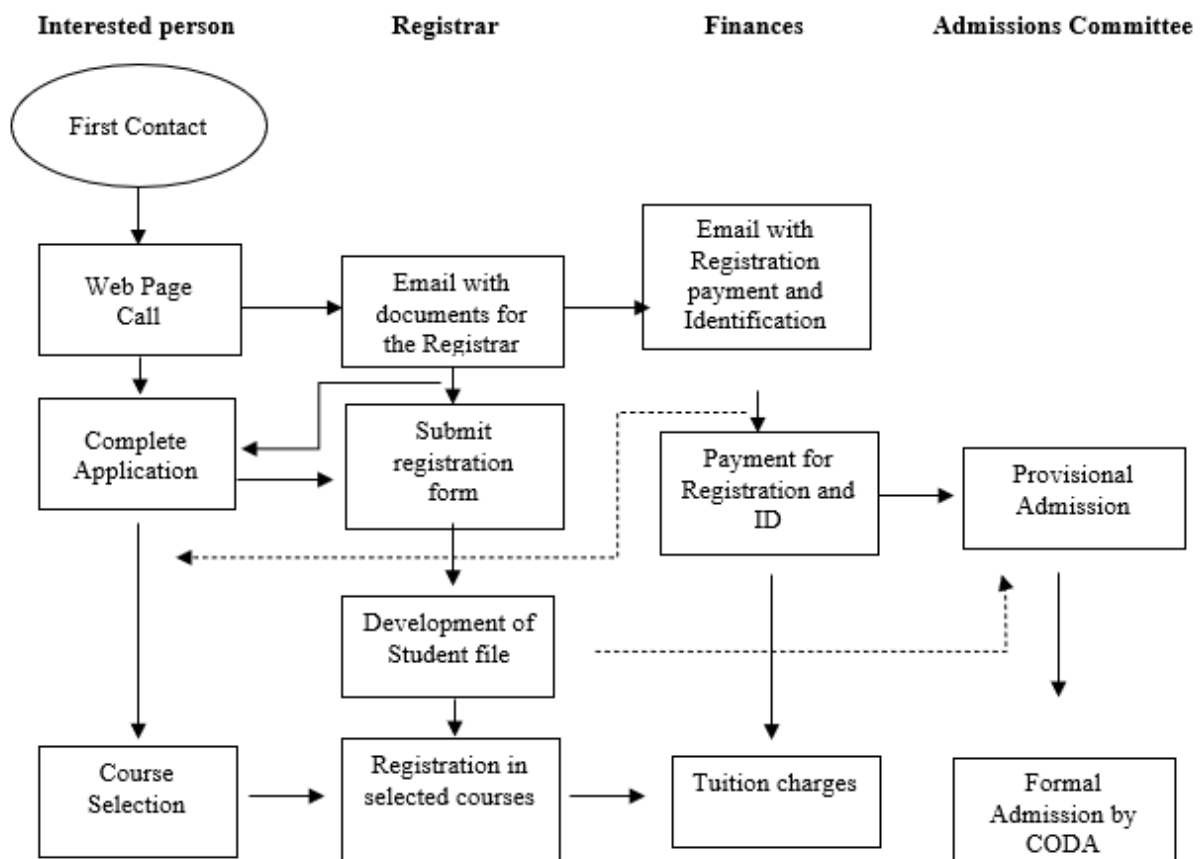 Interested person
Registrar
Finances
Admissions Committee
First Contact
Web Page
Call
Email with
documents for
the Registrar
Email with
Registration
payment and
Identification
Complete
Application
Submit
registration
form
Payment for
Registration and
ID
Provisional
Admission
Development of
Student file
Course
Selection
Registration in
selected courses
Tuition charges
Formal
Admission by
CODA